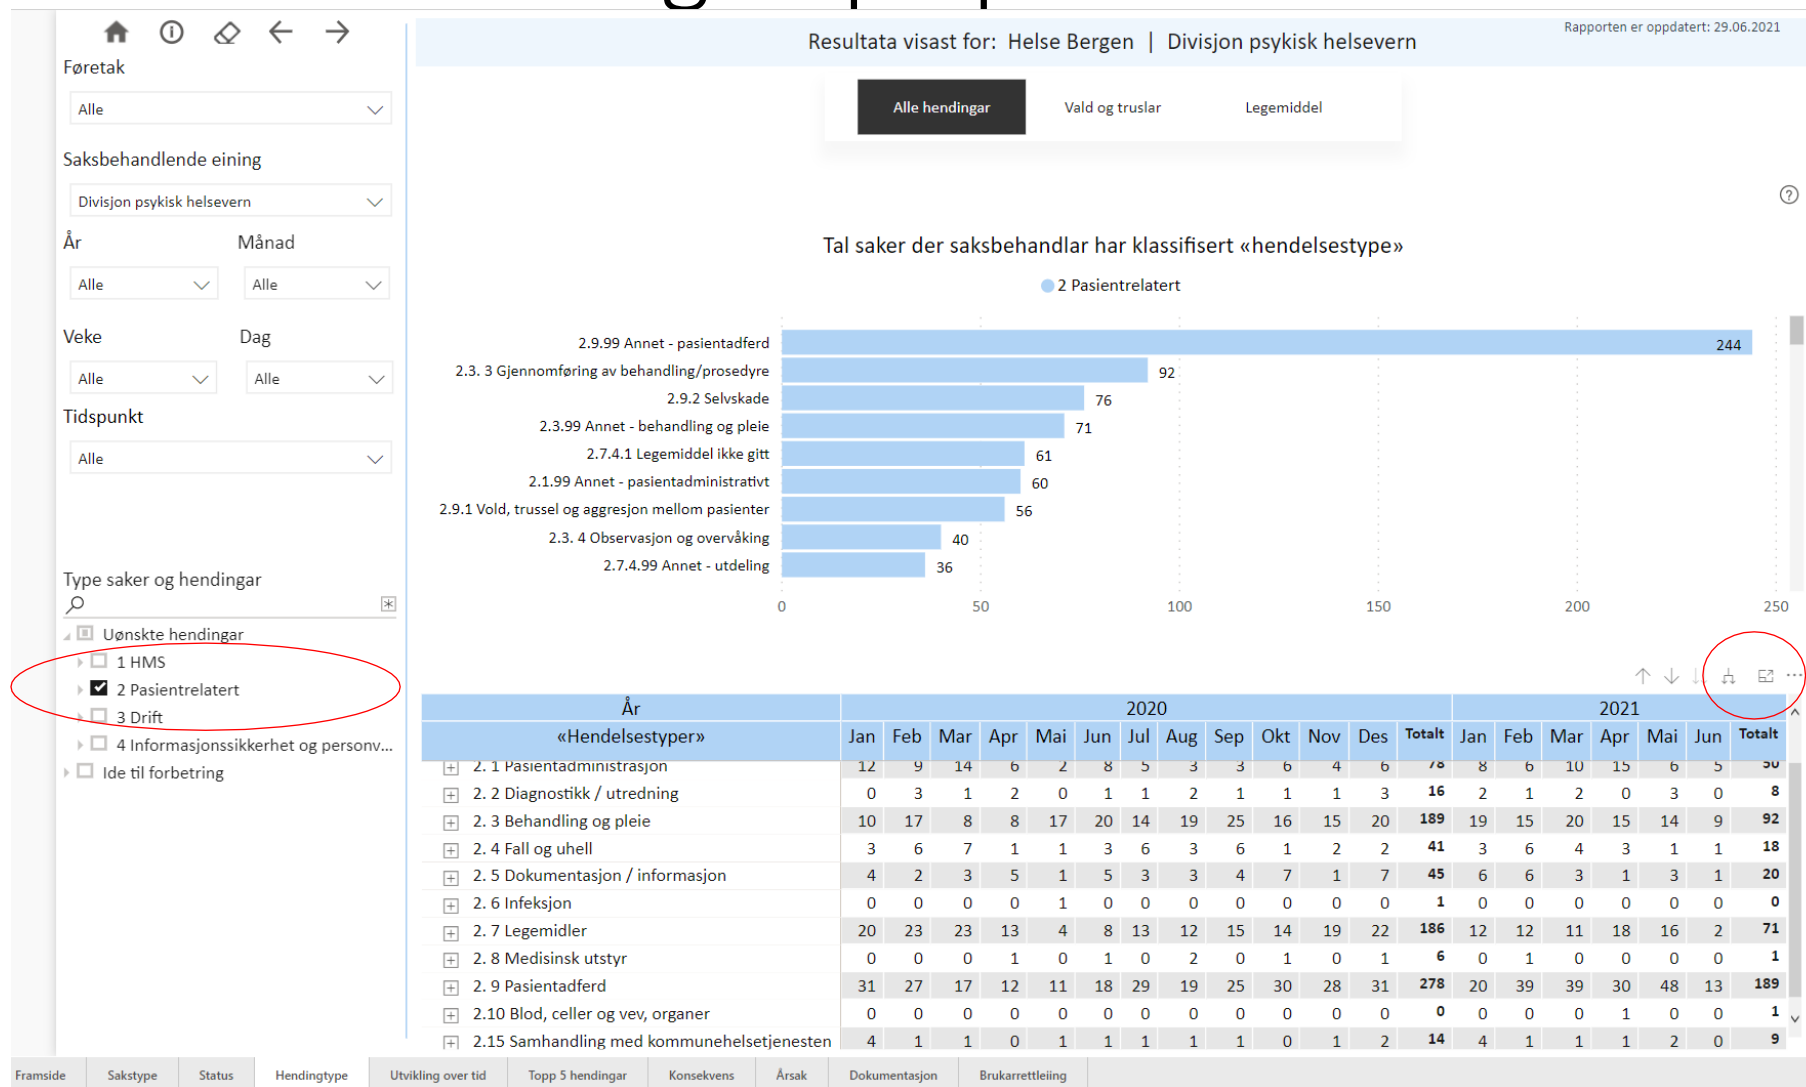 Rapporten er oppdatert: 29.06.2021
Resultata visast for: Helse Bergen | Divisjon psykisk helsevern
Føretak
Alle
Saksbehandlende eining
Divisjon psykisk helsevern
År Månad
Alle Alle
Veke Dag
Alle Alle
Tidspunkt
Alle
Type saker og hendingar
Uønskte hendingar
1 HMS
2 Pasientrelatert
3 Drift
4 Informasjonssikkerhet og personv...
Ide til forbetring
Alle hendingar Vald og truslar Legemiddel
Tal saker der saksbehandlar har klassifisert «hendelsestype»
2 Pasientrelatert
2.9.99 Annet - pasientadferd 244
2.3. 3 Gjennomføring av behandling/prosedyre 92
2.9.2 Selvskade 76
2.3.99 Annet - behandling og pleie 71
2.7.4.1 Legemiddel ikke gitt 61
2.1.99 Annet - pasientadministrativt 60
2.9.1 Vold, trussel og aggresjon mellom pasienter 56
2.3. 4 Observasjon og overvåking 40
2.7.4.99 Annet - utdeling 36
0 50 100 150 200 250
År 2020 2021
«Hendelsestyper» Jan Feb Mar Apr Mai Jun Jul Aug Sep Okt Nov Des Totalt Jan Feb Mar Apr Mai Jun Totalt
2. 1 Pasientadministrasjon 12 9 14 6 2 8 5 3 3 6 4 6 78 8 6 10 15 6 5 50
2. 2 Diagnostikk / utredning 0 3 1 2 0 1 1 2 1 1 1 3 16 2 1 2 0 3 0 8
2. 3 Behandling og pleie 10 17 8 8 17 20 14 19 25 16 15 20 189 19 15 20 15 14 9 92
2. 4 Fall og uhell 3 6 7 1 1 3 6 3 6 1 2 2 41 3 6 4 3 1 1 18
2. 5 Dokumentasjon / informasjon 4 2 3 5 1 5 3 3 4 7 1 7 45 6 6 3 1 3 1 20
2. 6 Infeksjon 0 0 0 0 1 0 0 0 0 0 0 0 1 0 0 0 0 0 0 0
2. 7 Legemidler 20 23 23 13 4 8 13 12 15 14 19 22 186 12 12 11 18 16 2 71
2. 8 Medisinsk utstyr 0 0 0 1 0 1 0 2 0 1 0 1 6 0 1 0 0 0 0 1
2. 9 Pasientadferd 31 27 17 12 11 18 29 19 25 30 28 31 278 20 39 39 30 48 13 189
2.10 Blod, celler og vev, organer 0 0 0 0 0 0 0 0 0 0 0 0 0 0 0 0 1 0 0 1
2.15 Samhandling med kommunehelsetjenesten 4 1 1 0 1 1 1 1 1 0 1 2 14 4 1 1 1 2 0 9
Framside Sakstype Status Hendingtype Utvikling over tid Topp 5 hendingar Konsekvens Årsak Dokumentasjon Brukarrettleiing